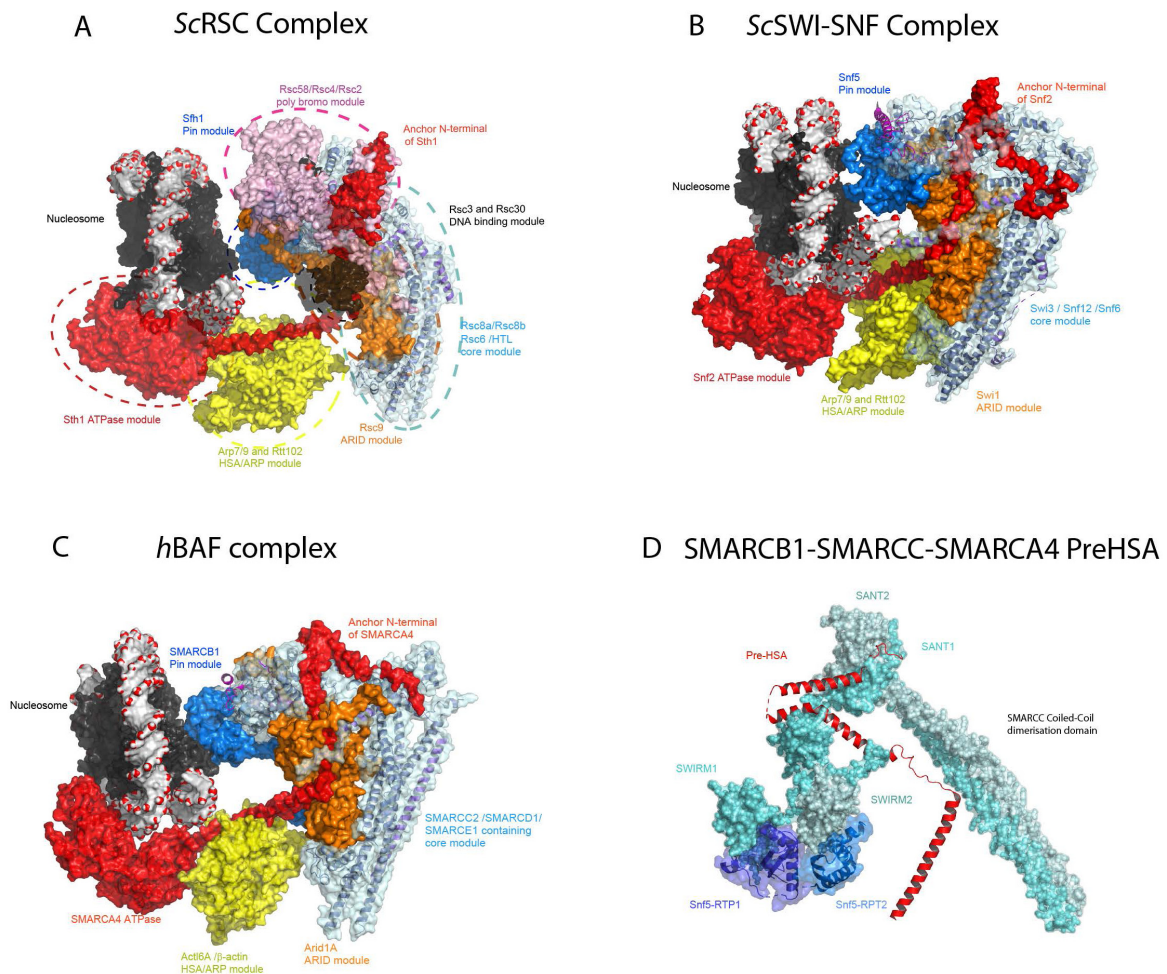 A
ScRSC Complex
Rsc58/Rsc4/Rsc2
poly bromo module
Sfh1
Pin module
Anchor N-terminal
of Sth1
Nucleosome
Rsc3 and Rsc30
DNA binding module
Rsc8a/Rsc8b
Rsc6 /HTL
core module
Sth1 ATPase module
Rsc9
ARID module
Arp7/9 and Rtt102
HSA/ARP module
B
ScSWI-SNF Complex
Snf5
Pin module
Anchor N-terminal
of Snf2
Nucleosome
Swi3 / Snf12 /Snf6
core module
Snf2 ATPase module
Arp7/9 and Rtt102
HSA/ARP module
Swi1
ARID module
C
hBAF complex
Anchor N-terminal
of SMARCA4
SMARCB1
Pin module
Nucleosome
SMARCC2 /SMARCD1/
SMARCE1 containing
core module
SMARCA4 ATPase
Actl6A /β-actin
HSA/ARP module
Arid1A
ARID module
D
SMARCB1-SMARCC-SMARCA4 PreHSA
SANT2
SANT1
Pre-HSA
SMARCC Coiled-Coil
dimerisation domain
SWIRM1
SWIRM2
Snf5-RTP1
Snf5-RPT2